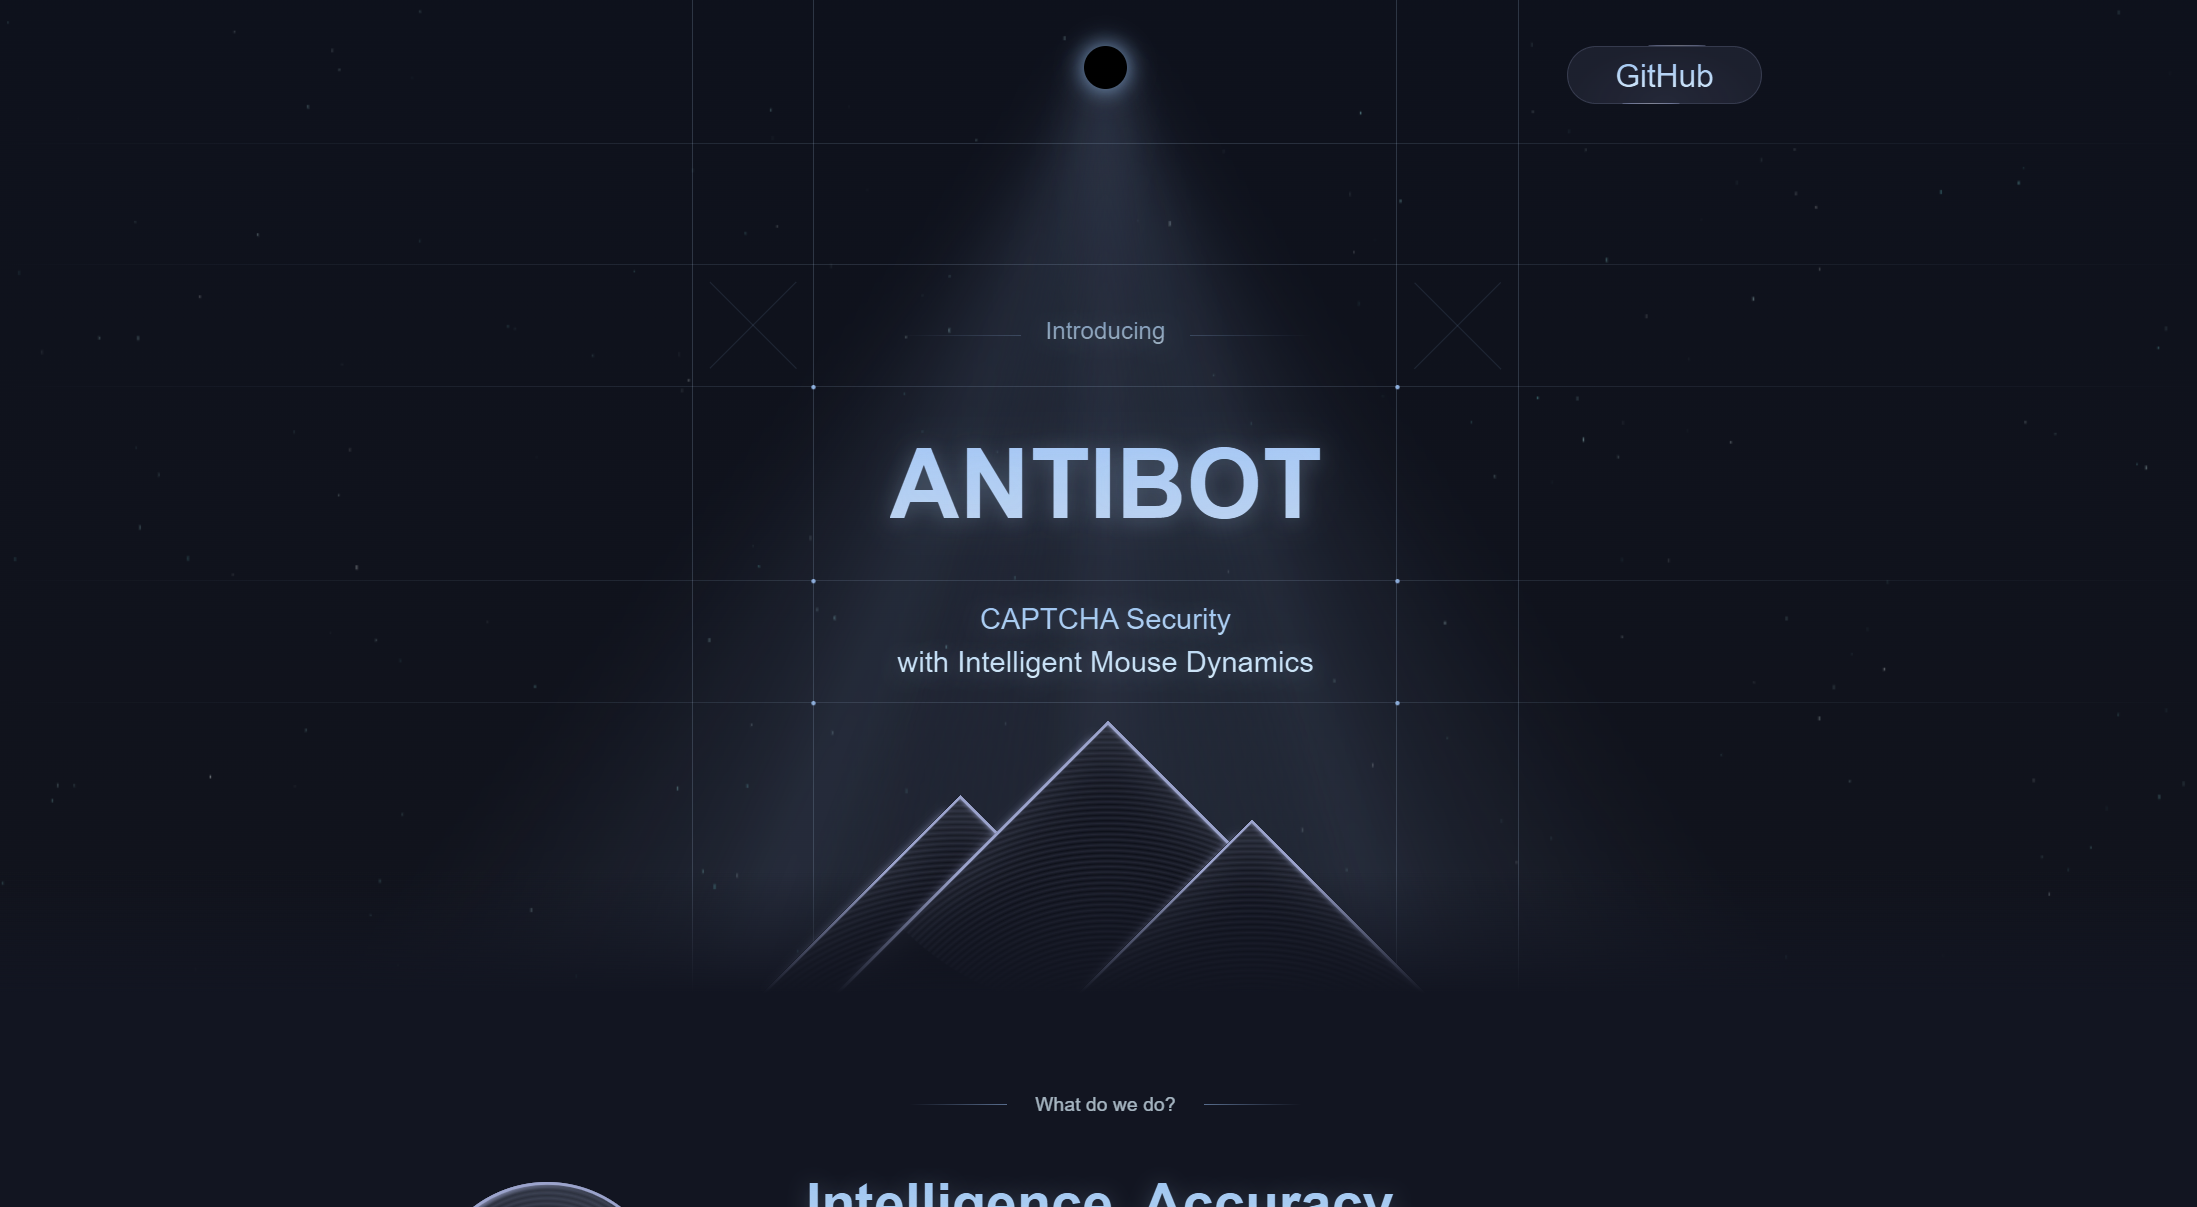 GitHub
Introducing
ANTIBOT
CAPTCHA Security
with Intelligent Mouse Dynamics
What do we do?
Intelligence, Accuracy